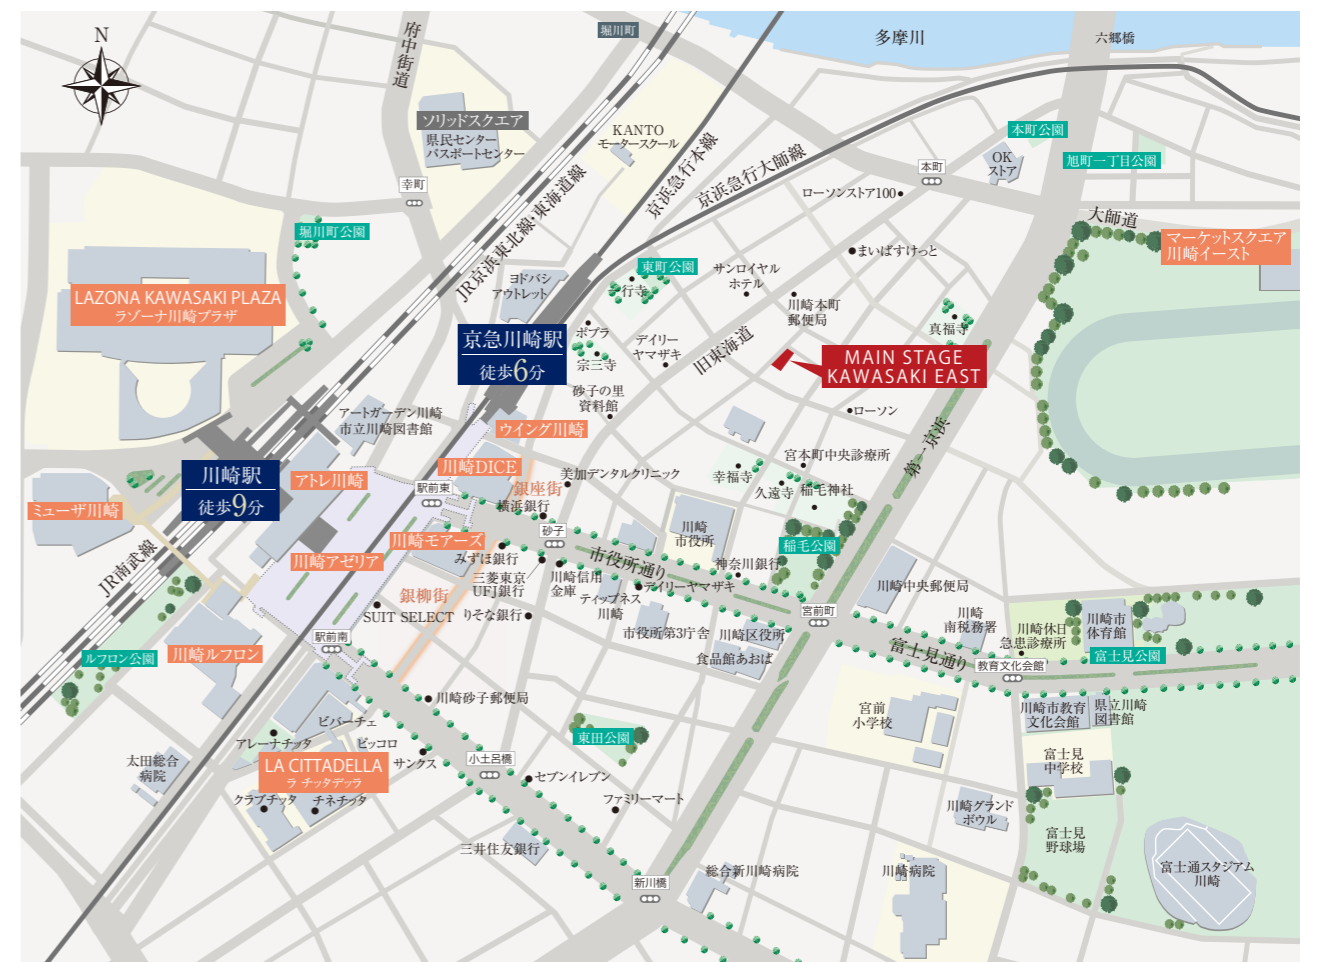 N
府中街道
堀川町
多摩川
六郷橋
ソリッドスクエア
県民センター
パスポートセンター
KANTO
モータースクール
京浜急行本線
京浜急行大師線
本町
OK
ストア
本町公園
旭町一丁目公園
幸町
ローソンストア100
大師道
マーケットスクエア
川崎イースト
堀川町公園
JR京浜東北線・東海道線
まいばすけっと
東町公園
一行寺
サンロイヤル
ホテル
ヨドバシ
アウトレット
LAZONA KAWASAKI PLAZA
ラゾーナ川崎プラザ
川崎本町
郵便局
真福寺
京急川崎駅
徒歩6分
ポプラ
宗三寺
デイリー
ヤマザキ
旧東海道
MAIN STAGE
KAWASAKI EAST
砂子の里
資料館
アートガーデン川崎
市立川崎図書館
ローソン
ウイング川崎
第一京浜
川崎駅
徒歩9分
アトレ川崎
川崎DICE
駅前東
銀座街
美加デンタルクリニック
宮本町中央診療所
幸福寺
久遠寺
稲毛神社
ミューザ川崎
横浜銀行
砂子
川崎
市役所
稲毛公園
川崎モアーズ
みずほ銀行
市役所通り
神奈川銀行
JR南武線
川崎アゼリア
三菱東京
UFJ銀行
川崎信用
金庫
デイリーヤマザキ
川崎中央郵便局
銀柳街
SUIT SELECT
りそな銀行
ティップネス
川崎
宮前町
市役所第3庁舎
川崎区役所
川崎
南税務署
川崎休日
急患診療所
川崎市
体育館
駅前南
ルフロン公園
川崎ルフロン
食品館あおば
富士見通り
教育文化会館
富士見公園
川崎砂子郵便局
宮前
小学校
川崎市教育
文化会館
県立川崎
図書館
ビバーチェ
アレーナチッタ
ピッコロ
東田公園
太田総合
病院
LA CITTADELLA
ラ チッタデッラ
サンクス
小土呂橋
セブンイレブン
富士見
中学校
クラブチッタ
チネチッタ
ファミリーマート
川崎グランド
ボウル
富士見
野球場
三井住友銀行
新川橋
総合新川崎病院
川崎病院
富士通スタジアム
川崎